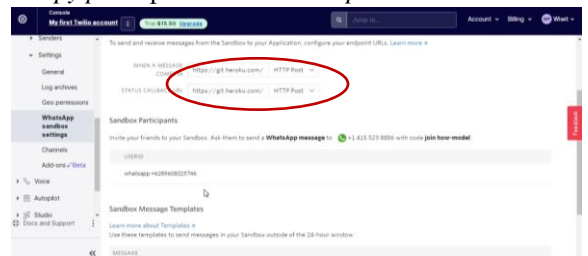 Console
My first Twilio account
Trial $15.50 Upgrade
Jump to...
Account
Billing
Senders
Settings
General
Log archives
Geo permissions
WhatsApp
sandbox
settings
Channels
Add-ons
Beta
Voice
Autopilot
Studio
Docs and Support
To send and receive messages from the Sandbox to your Application, configure your endpoint URLs. Learn more
WHEN A MESSAGE
COMES IN
https://git.heroku.com/
HTTP Post
STATUS CALLBACK URL
https://git.heroku.com/
HTTP Post
Sandbox Participants
Invite your friends to your Sandbox. Ask them to send a WhatsApp message to +1 415 523 8886 with code join how-model.
USERID
whatsapp:+6289608325746
Sandbox Message Templates
Learn more about Templates
Use these templates to send messages in your Sandbox outside of the 24-hour window.
MESSAGE
Feedback